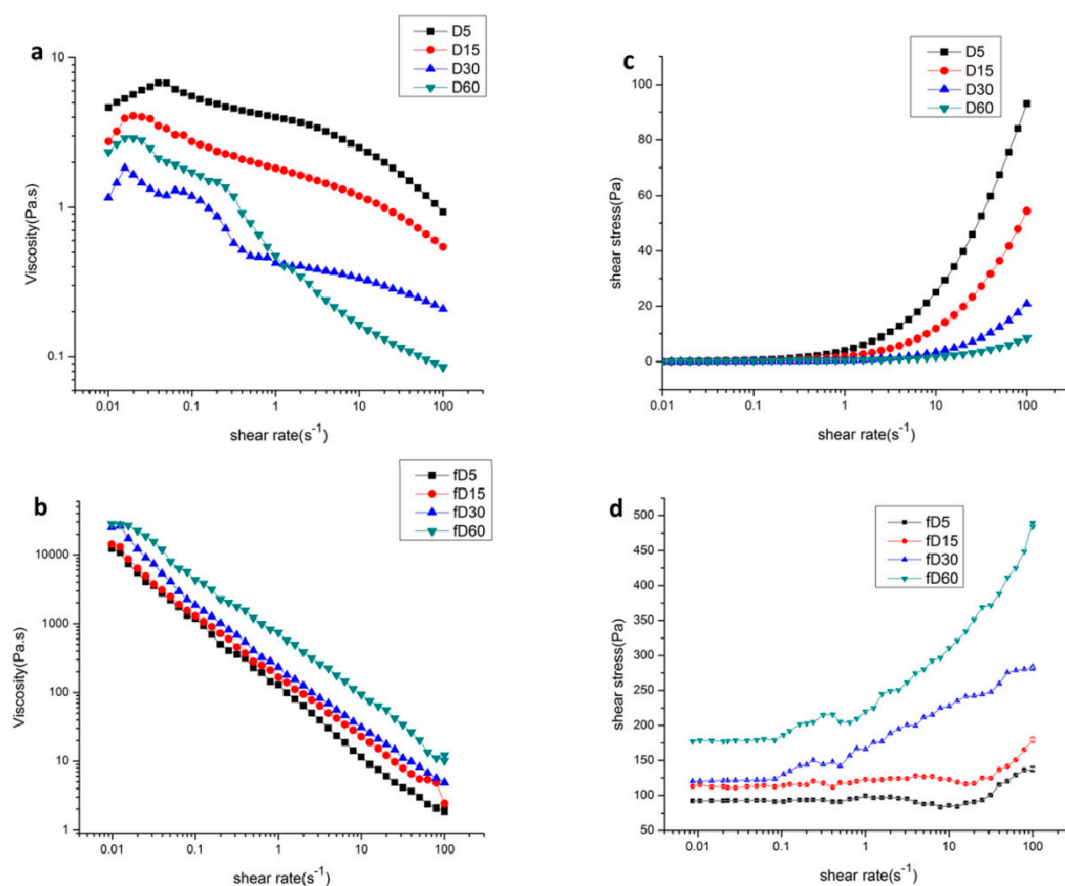 a
D5
D15
D30
D60
10
1
0.1
Viscosity(Pa.s)
0.01
0.1
1
10
100
shear rate(s⁻¹)
c
D5
D15
D30
D60
100
80
60
40
20
0
shear stress(Pa)
0.01
0.1
1
10
100
shear rate(s⁻¹)
b
fD5
fD15
fD30
fD60
10000
1000
100
10
1
Viscosity(Pa.s)
0.01
0.1
1
10
100
shear rate(s⁻¹)
d
fD5
fD15
fD30
fD60
500
450
400
350
300
250
200
150
100
50
shear stress(Pa)
0.01
0.1
1
10
100
shear rate(s⁻¹)